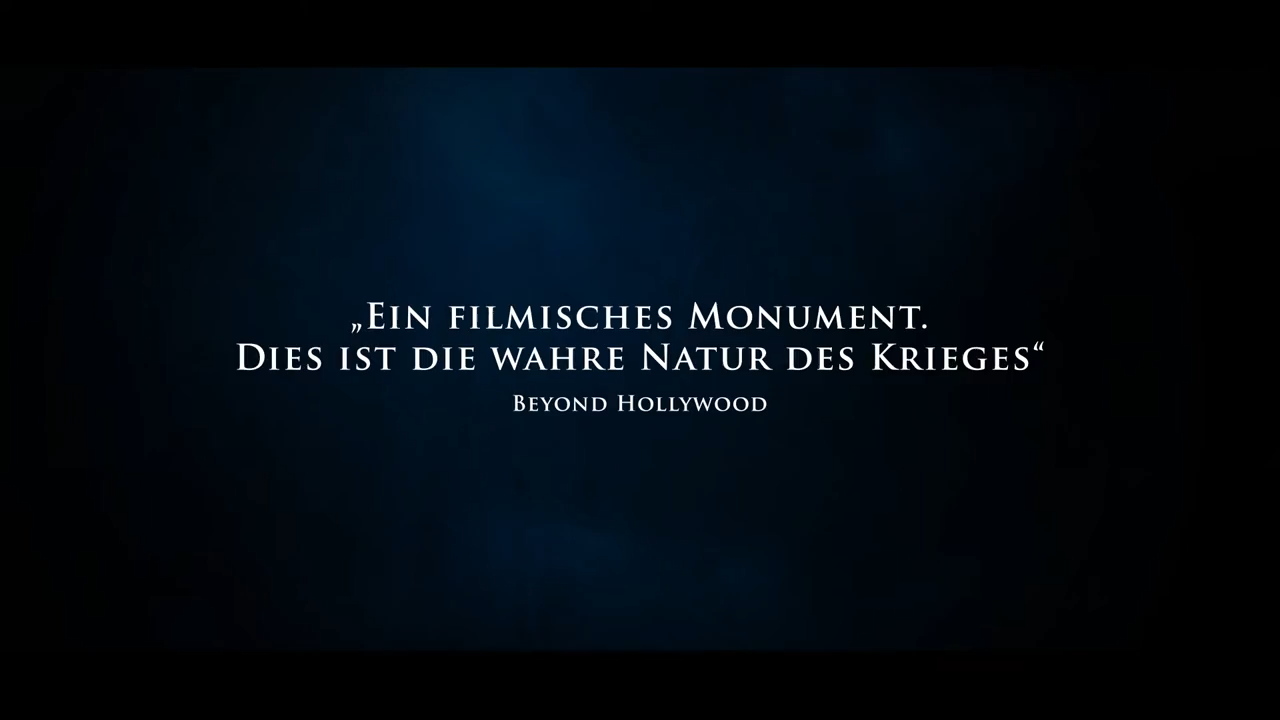 „Ein filmisches Monument.
Dies ist die wahre Natur des Krieges“
Beyond Hollywood